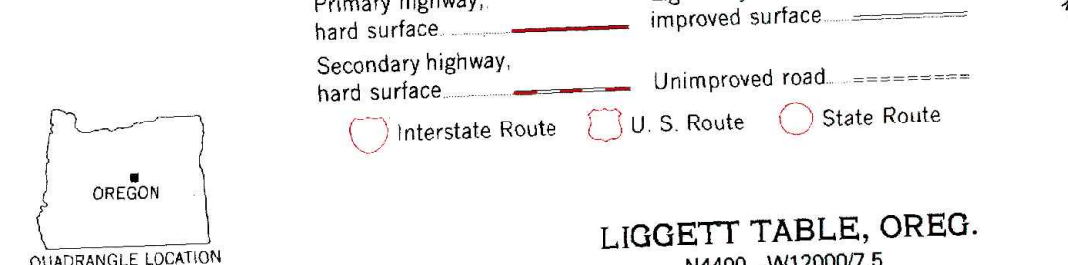 Primary highway,
hard surface
improved surface
Secondary highway,
hard surface
Unimproved road
Interstate Route
U. S. Route
State Route
OREGON
QUADRANGLE LOCATION
LIGGETT TABLE, OREG.
N4400 W12000/7.5